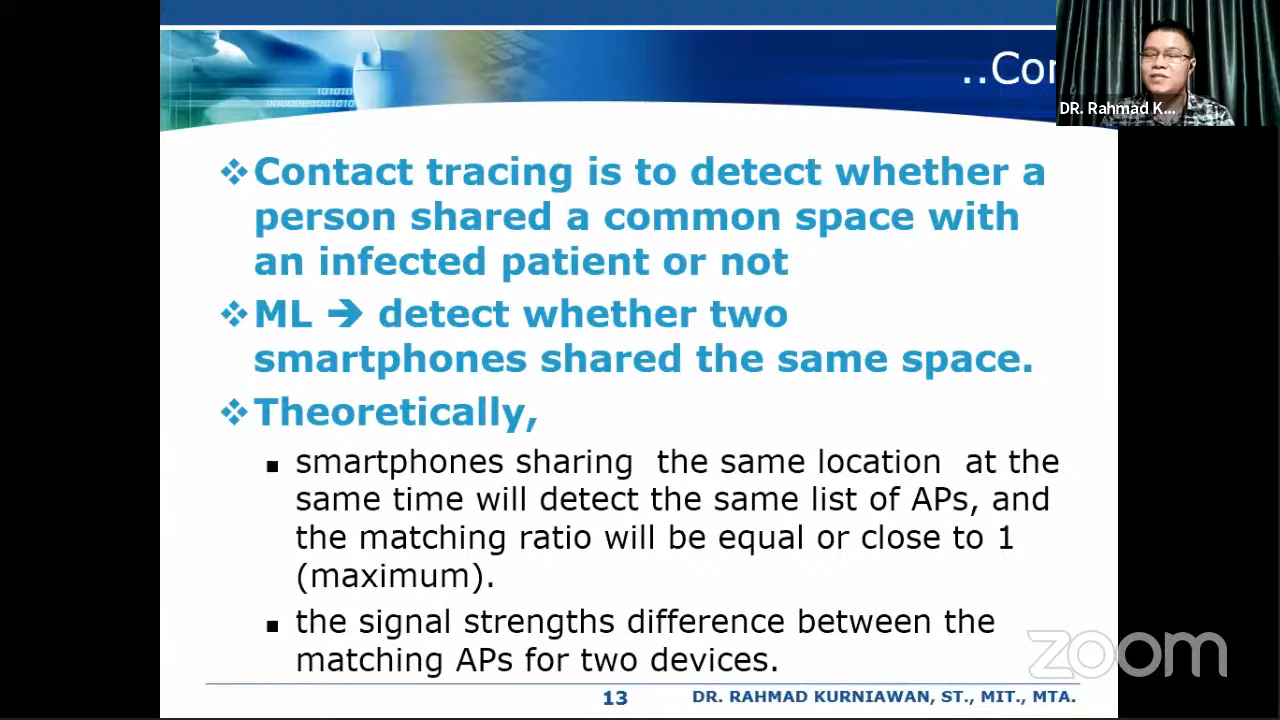 ..Con
DR. Rahmad K...
Contact tracing is to detect whether a
person shared a common space with
an infected patient or not
ML ➔ detect whether two
smartphones shared the same space.
Theoretically,
smartphones sharing the same location at the
same time will detect the same list of APs, and
the matching ratio will be equal or close to 1
(maximum).
the signal strengths difference between the
matching APs for two devices.
zoom
13
DR. RAHMAD KURNIAWAN, ST., MIT., MTA.